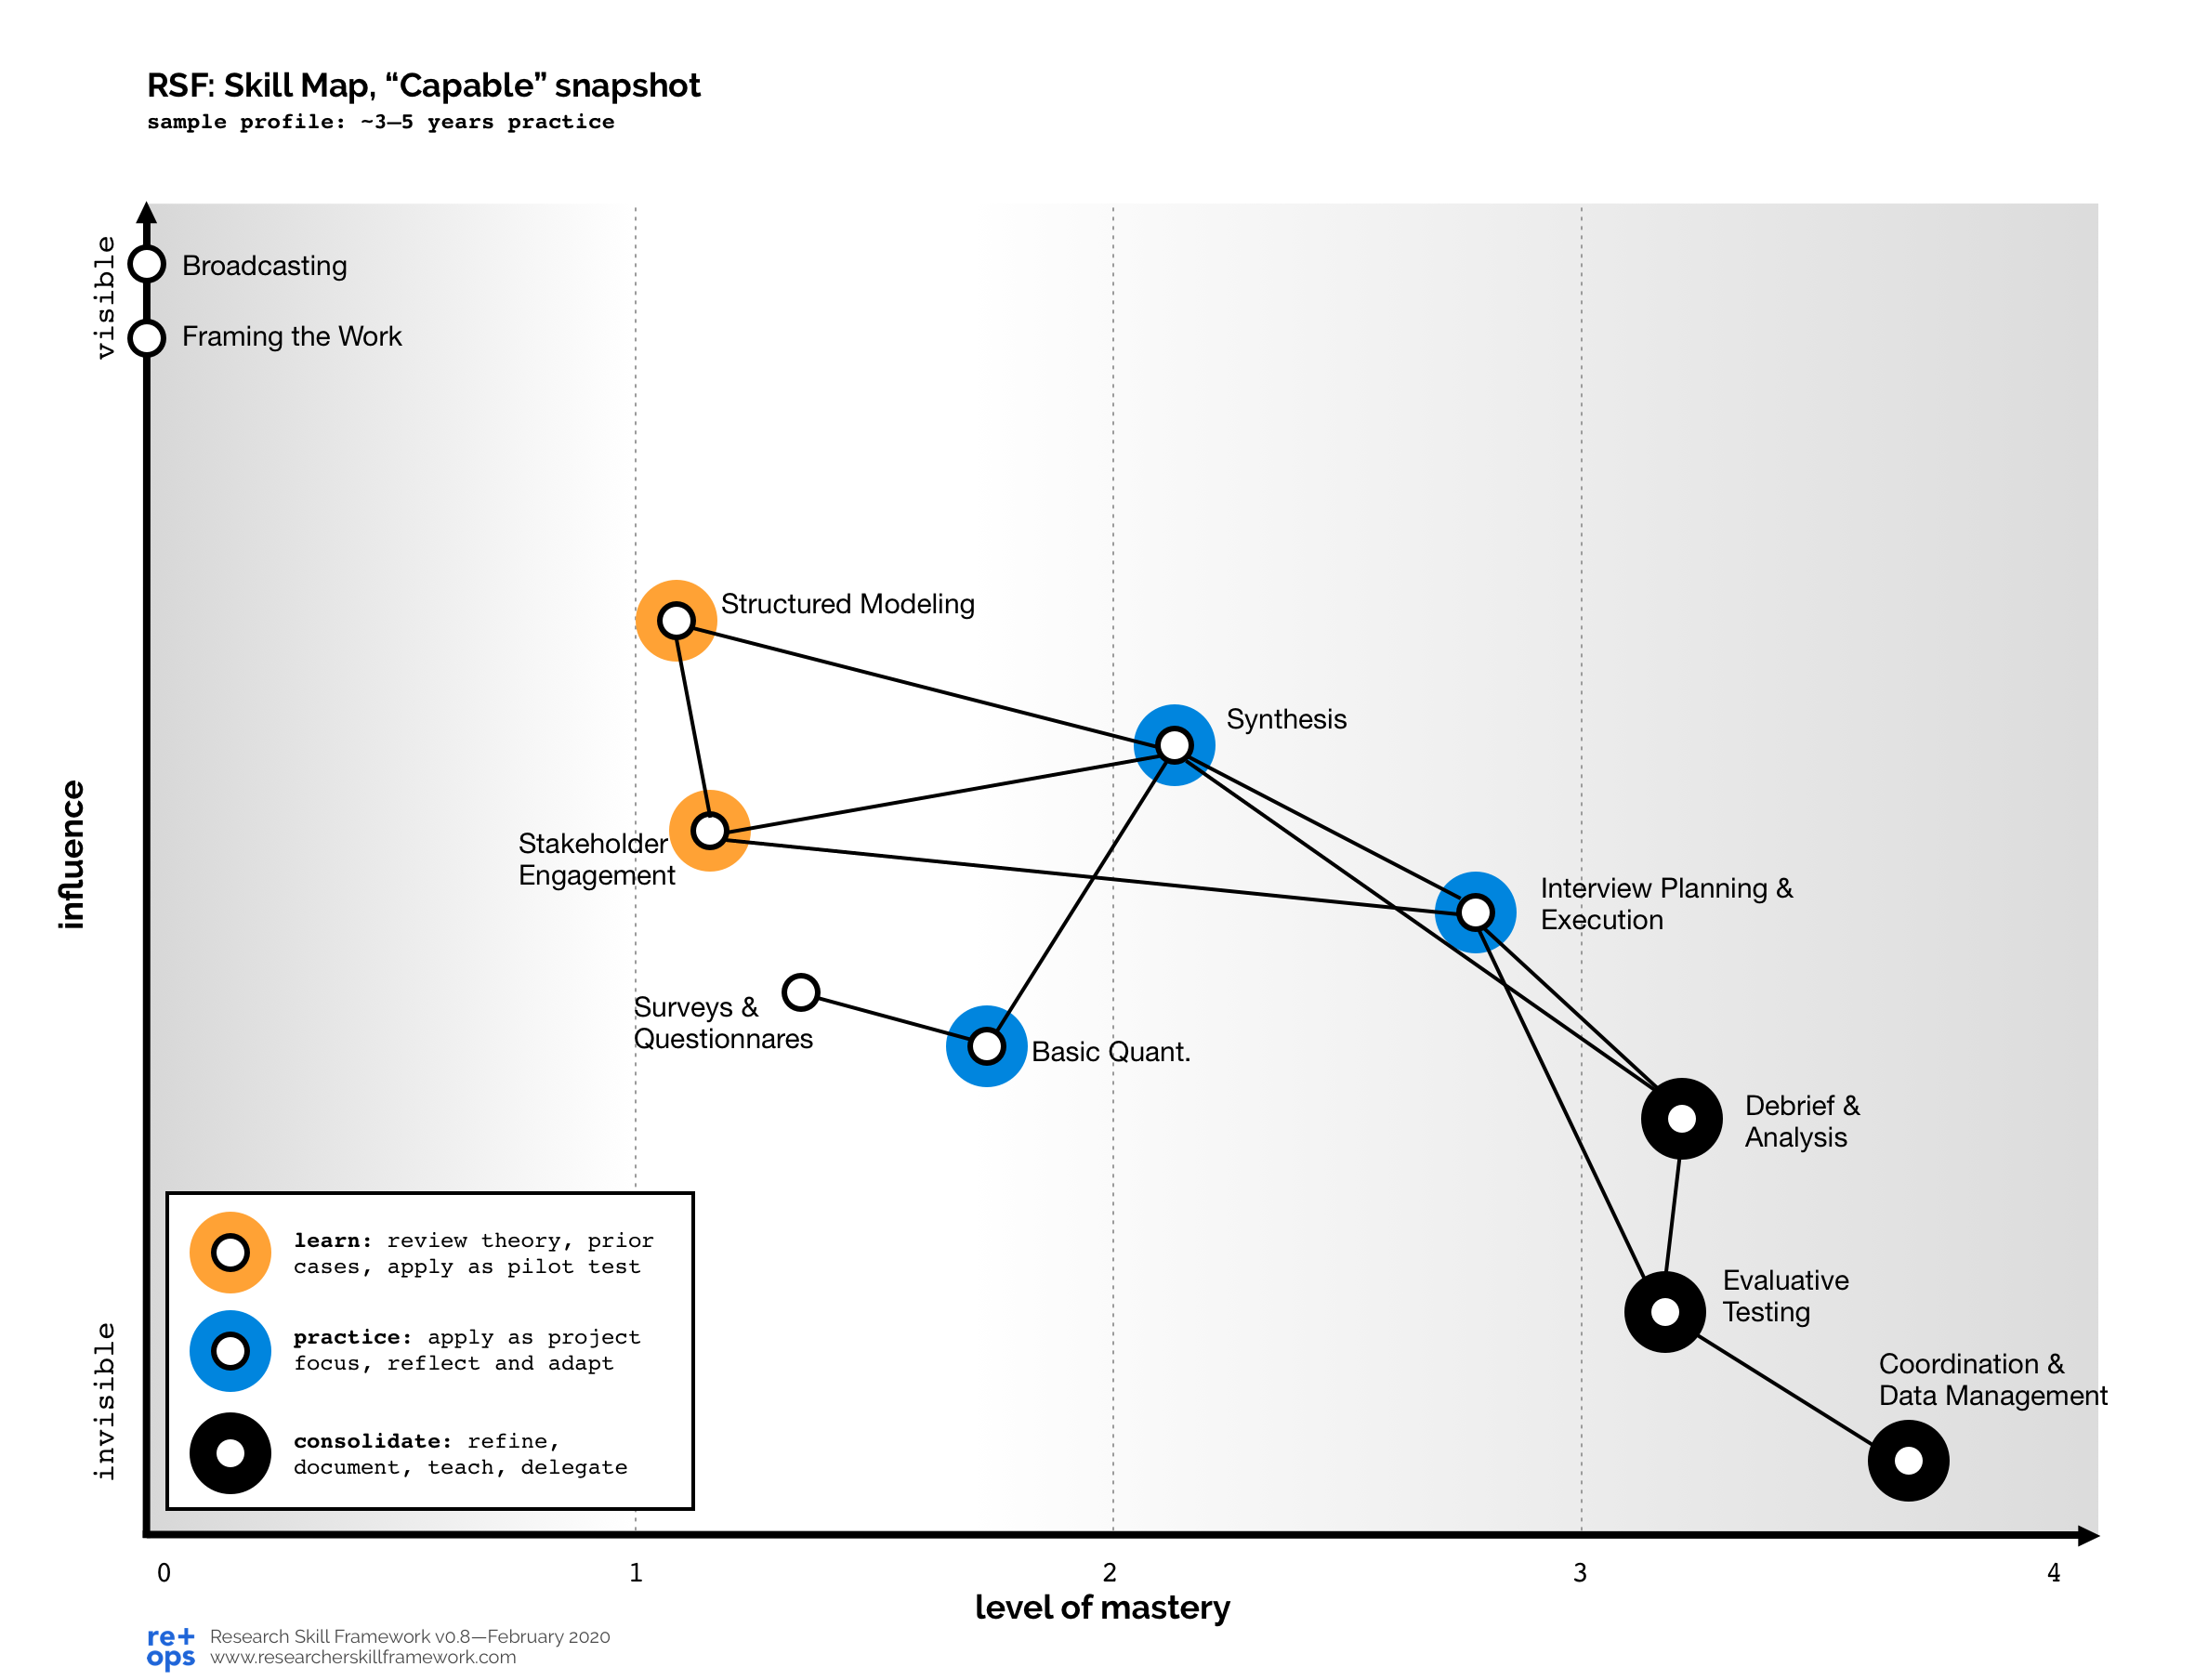 RSF: Skill Map, “Capable” snapshot
sample profile: ~3—5 years practice
visible
Broadcasting
Framing the Work
Structured Modeling
Synthesis
influence
Stakeholder
Engagement
Interview Planning &
Execution
Surveys &
Questionnares
Basic Quant.
Debrief &
Analysis
Evaluative
Testing
Coordination &
Data Management
invisible
learn: review theory, prior
cases, apply as pilot test
practice: apply as project
focus, reflect and adapt
consolidate: refine,
document, teach, delegate
0 1 2 3 4
level of mastery
re+
ops
Research Skill Framework v0.8—February 2020
www.researcherskillframework.com